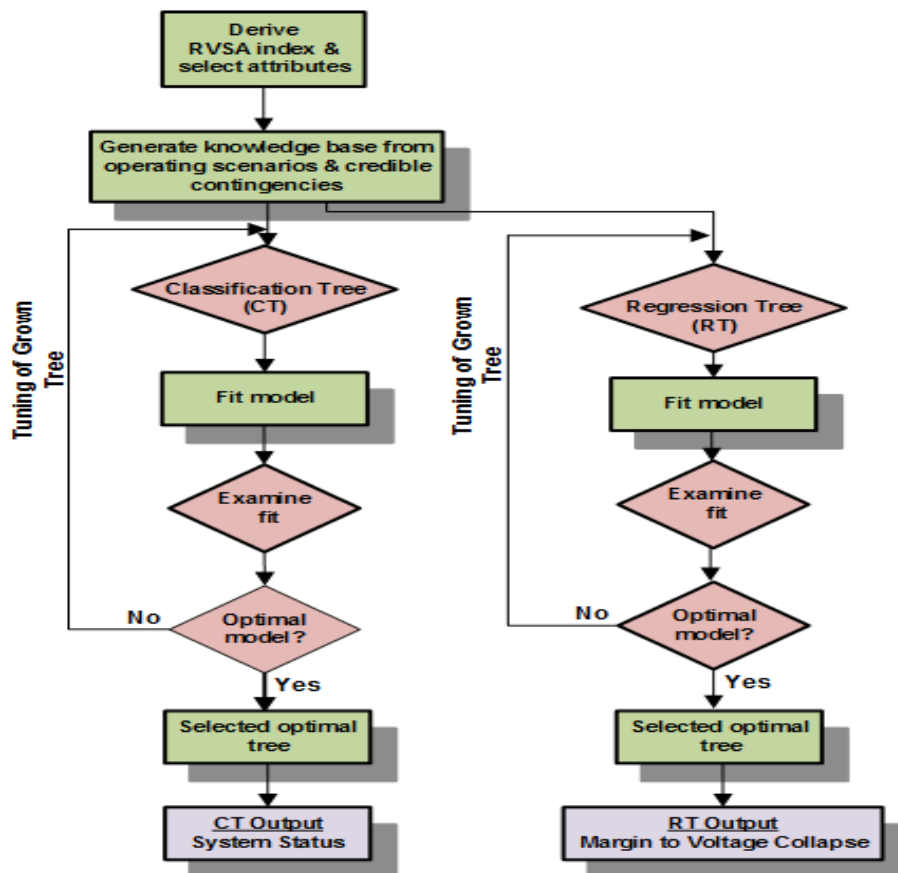 Derive
RVSA index &
select attributes
Generate knowledge base from
operating scenarios & credible
contingencies
Classification Tree
(CT)
Tuning of Grown
Tree
Fit model
Examine
fit
Optimal
model?
No
Yes
Selected optimal
tree
CT Output
System Status
Regression Tree
(RT)
Tuning of Grown
Tree
Fit model
Examine
fit
Optimal
model?
No
Yes
Selected optimal
tree
RT Output
Margin to Voltage Collapse